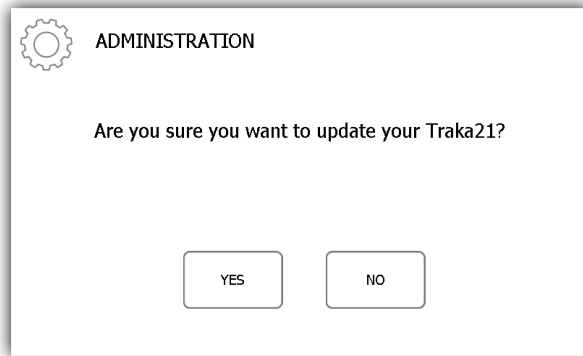 ADMINISTRATION
Are you sure you want to update your Traka21?
YES
NO